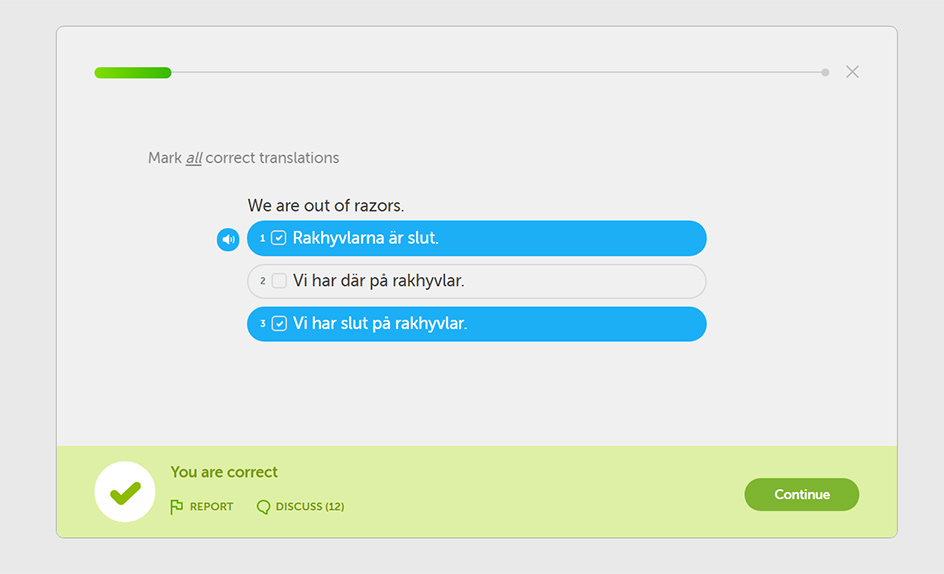 Mark all correct translations
We are out of razors.
1 Rakhyvlarna är slut.
2 Vi har där på rakhyvlar.
3 Vi har slut på rakhyvlar.
You are correct
REPORT DISCUSS (12)
Continue